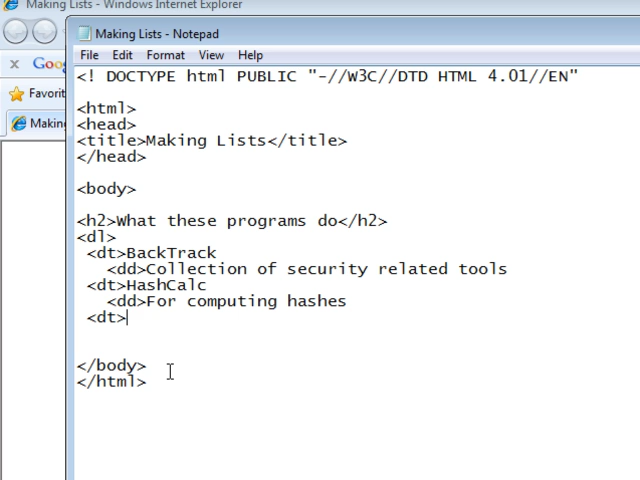 Making Lists - Windows Internet Explorer
Making Lists - Notepad
File Edit Format View Help
X Goo
Favorit
Making
<! DOCTYPE html PUBLIC "-//W3C//DTD HTML 4.01//EN"
<html>
<head>
<title>Making Lists</title>
</head>
<body>
<h2>What these programs do</h2>
<dl>
<dt>BackTrack
<dd>Collection of security related tools
<dt>HashCalc
<dd>For computing hashes
<dt>
</body>
</html>